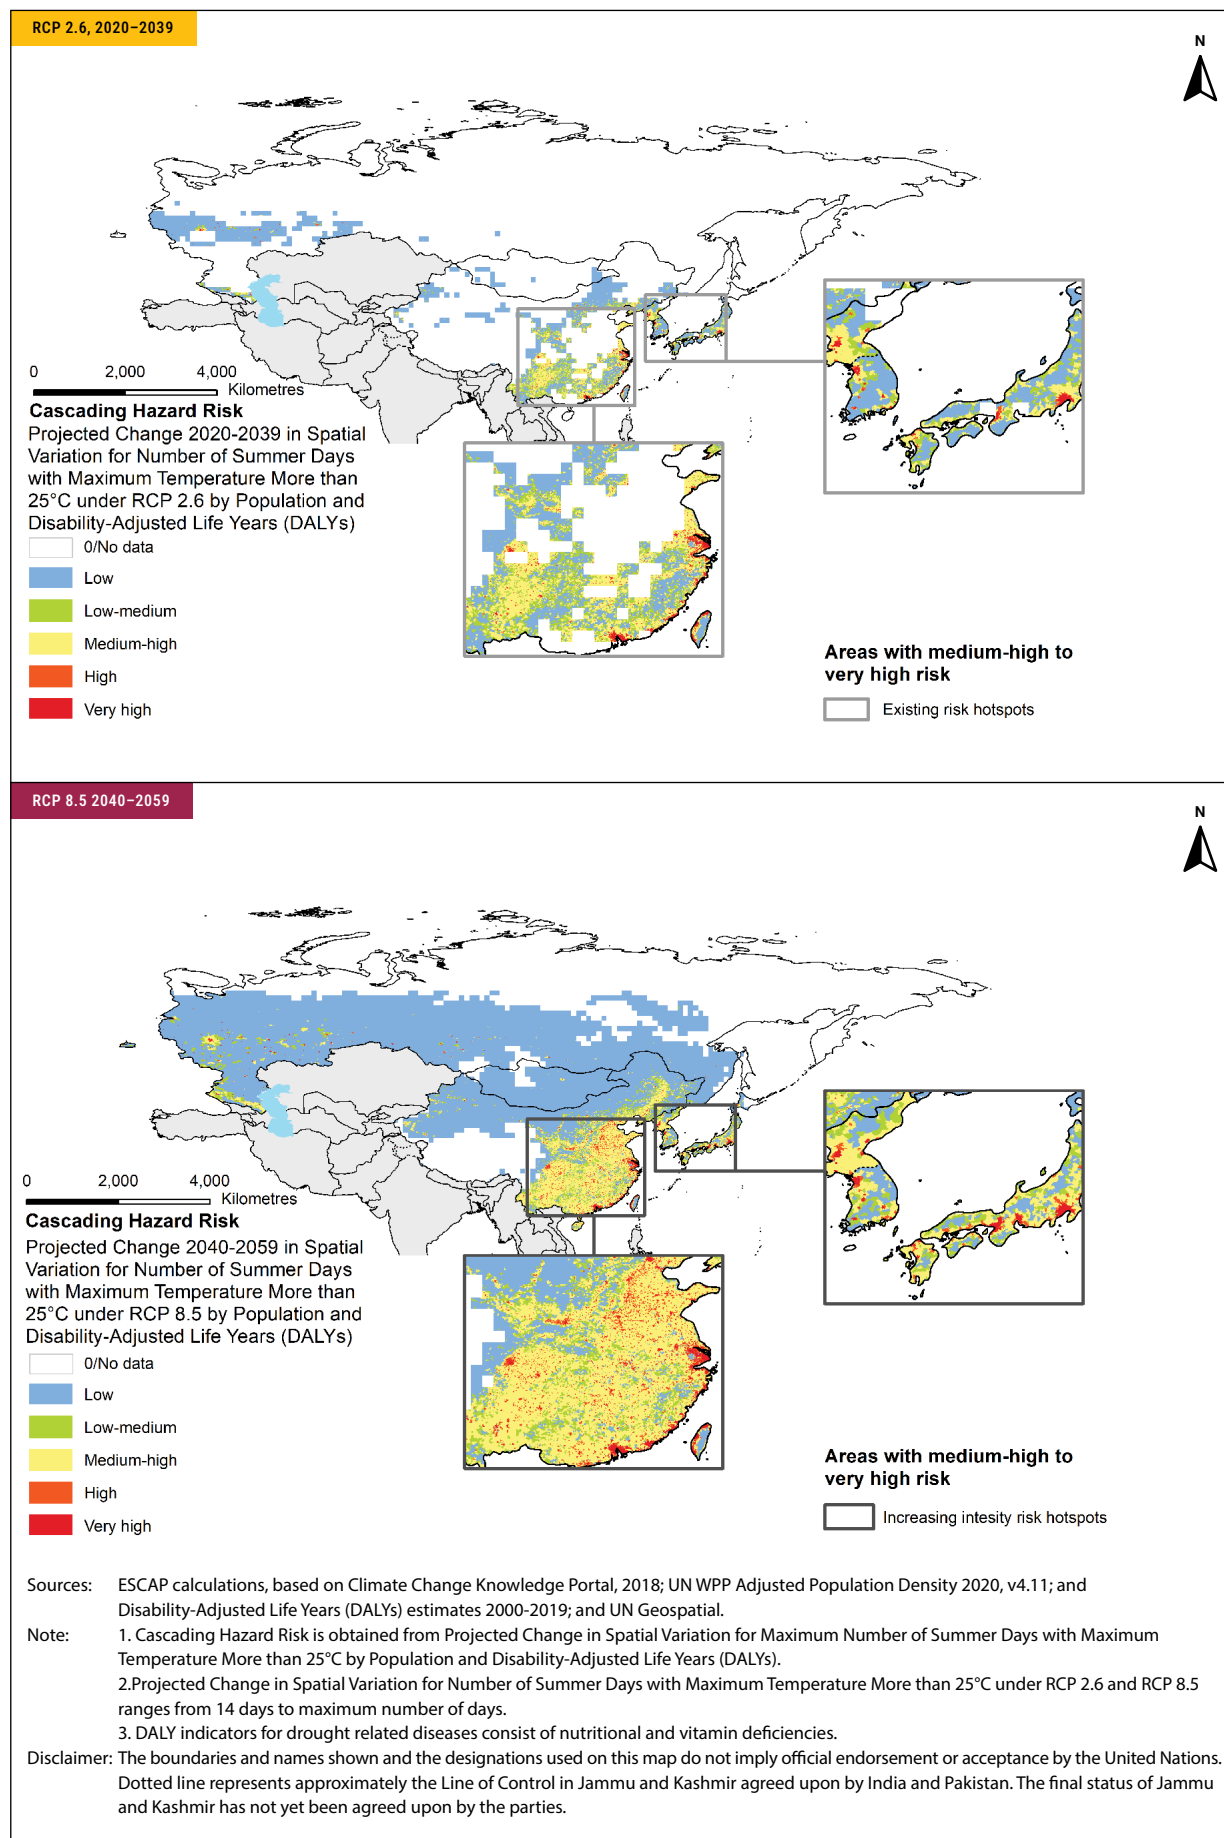 RCP 2.6, 2020–2039
N
0 2,000 4,000
Kilometres
Cascading Hazard Risk
Projected Change 2020-2039 in Spatial
Variation for Number of Summer Days
with Maximum Temperature More than
25°C under RCP 2.6 by Population and
Disability-Adjusted Life Years (DALYs)
0/No data
Low
Low-medium
Medium-high
High
Very high
Areas with medium-high to
very high risk
Existing risk hotspots
RCP 8.5 2040–2059
N
0 2,000 4,000
Kilometres
Cascading Hazard Risk
Projected Change 2040-2059 in Spatial
Variation for Number of Summer Days
with Maximum Temperature More than
25°C under RCP 8.5 by Population and
Disability-Adjusted Life Years (DALYs)
0/No data
Low
Low-medium
Medium-high
High
Very high
Areas with medium-high to
very high risk
Increasing intesity risk hotspots
Sources: ESCAP calculations, based on Climate Change Knowledge Portal, 2018; UN WPP Adjusted Population Density 2020, v4.11; and
Disability-Adjusted Life Years (DALYs) estimates 2000-2019; and UN Geospatial.
Note: 1. Cascading Hazard Risk is obtained from Projected Change in Spatial Variation for Maximum Number of Summer Days with Maximum
Temperature More than 25°C by Population and Disability-Adjusted Life Years (DALYs).
2.Projected Change in Spatial Variation for Number of Summer Days with Maximum Temperature More than 25°C under RCP 2.6 and RCP 8.5
ranges from 14 days to maximum number of days.
3. DALY indicators for drought related diseases consist of nutritional and vitamin deficiencies.
Disclaimer: The boundaries and names shown and the designations used on this map do not imply official endorsement or acceptance by the United Nations.
Dotted line represents approximately the Line of Control in Jammu and Kashmir agreed upon by India and Pakistan. The final status of Jammu
and Kashmir has not yet been agreed upon by the parties.